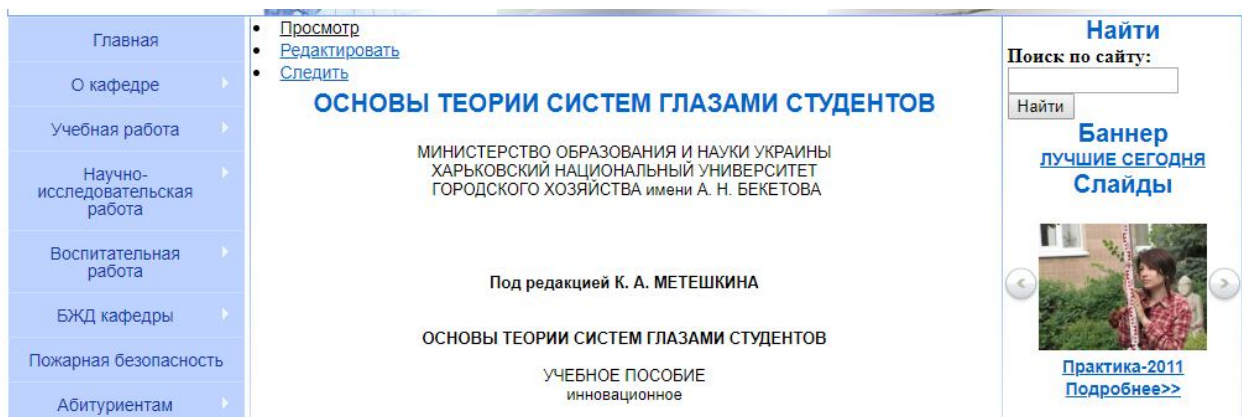 Главная
О кафедре
Учебная работа
Научно-
исследовательская
работа
Воспитательная
работа
БЖД кафедры
Пожарная безопасность
Абитуриентам
Просмотр
Редактировать
Следить
ОСНОВЫ ТЕОРИИ СИСТЕМ ГЛАЗАМИ СТУДЕНТОВ
МИНИСТЕРСТВО ОБРАЗОВАНИЯ И НАУКИ УКРАИНЫ
ХАРЬКОВСКИЙ НАЦИОНАЛЬНЫЙ УНИВЕРСИТЕТ
ГОРОДСКОГО ХОЗЯЙСТВА имени А. Н. БЕКЕТОВА
Под редакцией К. А. МЕТЕШКИНА
ОСНОВЫ ТЕОРИИ СИСТЕМ ГЛАЗАМИ СТУДЕНТОВ
УЧЕБНОЕ ПОСОБИЕ
инновационное
Найти
Поиск по сайту:
Найти
Баннер
ЛУЧШИЕ СЕГОДНЯ
Слайды
Практика-2011
Подробнее>>